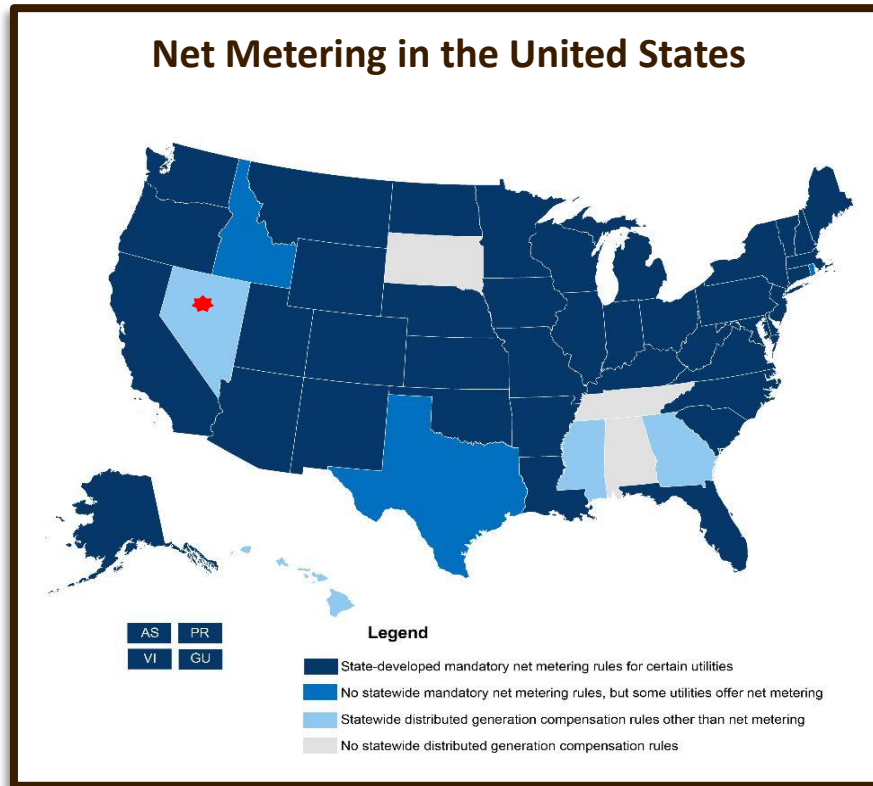 Net Metering in the United States
AS PR
VI GU
Legend
State-developed mandatory net metering rules for certain utilities
No statewide mandatory net metering rules, but some utilities offer net metering
Statewide distributed generation compensation rules other than net metering
No statewide distributed generation compensation rules